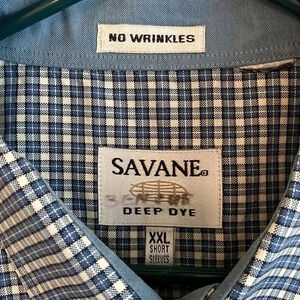 NO WRINKLES
SAVANE®
DEEP DYE
XXL
SHORT
SLEEVES